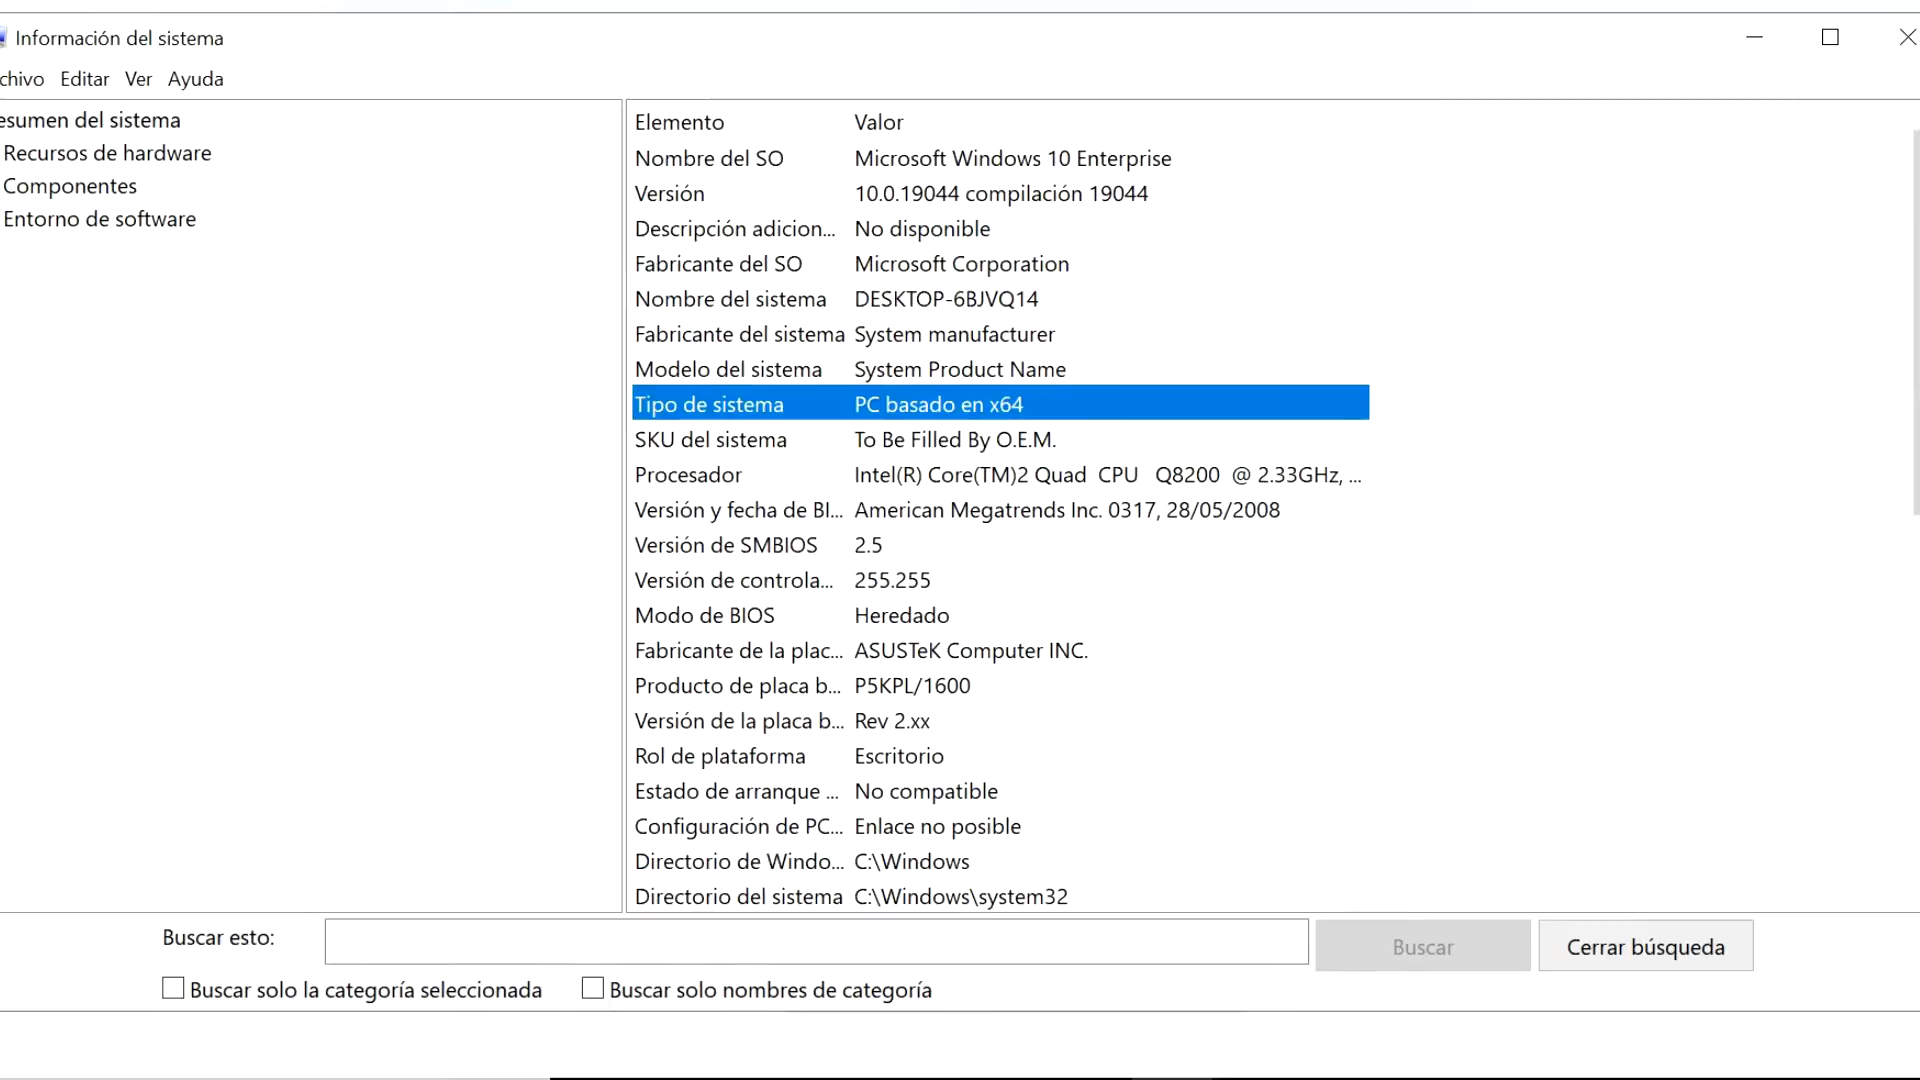 Información del sistema
chivo Editar Ver Ayuda
esumen del sistema
Recursos de hardware
Componentes
Entorno de software
Elemento Valor
Nombre del SO Microsoft Windows 10 Enterprise
Versión 10.0.19044 compilación 19044
Descripción adicion... No disponible
Fabricante del SO Microsoft Corporation
Nombre del sistema DESKTOP-6BJVQ14
Fabricante del sistema System manufacturer
Modelo del sistema System Product Name
Tipo de sistema PC basado en x64
SKU del sistema To Be Filled By O.E.M.
Procesador Intel(R) Core(TM)2 Quad CPU Q8200 @ 2.33GHz, ...
Versión y fecha de BI... American Megatrends Inc. 0317, 28/05/2008
Versión de SMBIOS 2.5
Versión de controla... 255.255
Modo de BIOS Heredado
Fabricante de la plac... ASUSTeK Computer INC.
Producto de placa b... P5KPL/1600
Versión de la placa b... Rev 2.xx
Rol de plataforma Escritorio
Estado de arranque ... No compatible
Configuración de PC... Enlace no posible
Directorio de Windo... C:\Windows
Directorio del sistema C:\Windows\system32
Buscar esto: Buscar Cerrar búsqueda
Buscar solo la categoría seleccionada Buscar solo nombres de categoría